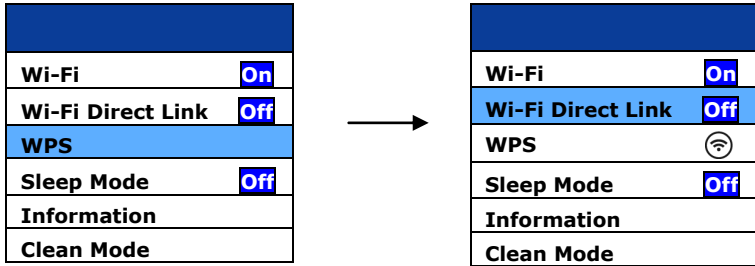 Wi-Fi On
Wi-Fi Direct Link Off
WPS
Sleep Mode Off
Information
Clean Mode
Wi-Fi On
Wi-Fi Direct Link Off
WPS
Sleep Mode Off
Information
Clean Mode